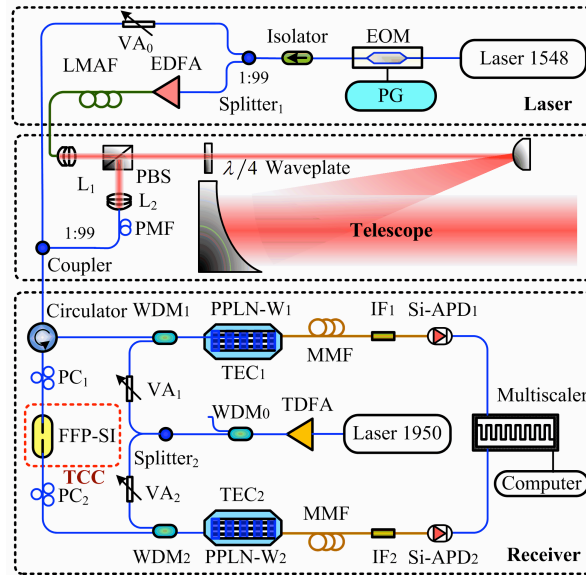 VA₀
Isolator
EOM
Laser 1548
LMAF
EDFA
1:99
Splitter₁
PG
Laser
L₁
PBS
λ/4 Waveplate
L₂
PMF
1:99
Coupler
Telescope
Circulator
WDM₁
PPLN-W₁
IF₁
Si-APD₁
MMF
TEC₁
PC₁
VA₁
Multiscaler
WDM₀
TDFA
FFP-SI
Laser 1950
TCC
Splitter₂
Computer
PC₂
VA₂
TEC₂
MMF
WDM₂
PPLN-W₂
IF₂
Si-APD₂
Receiver